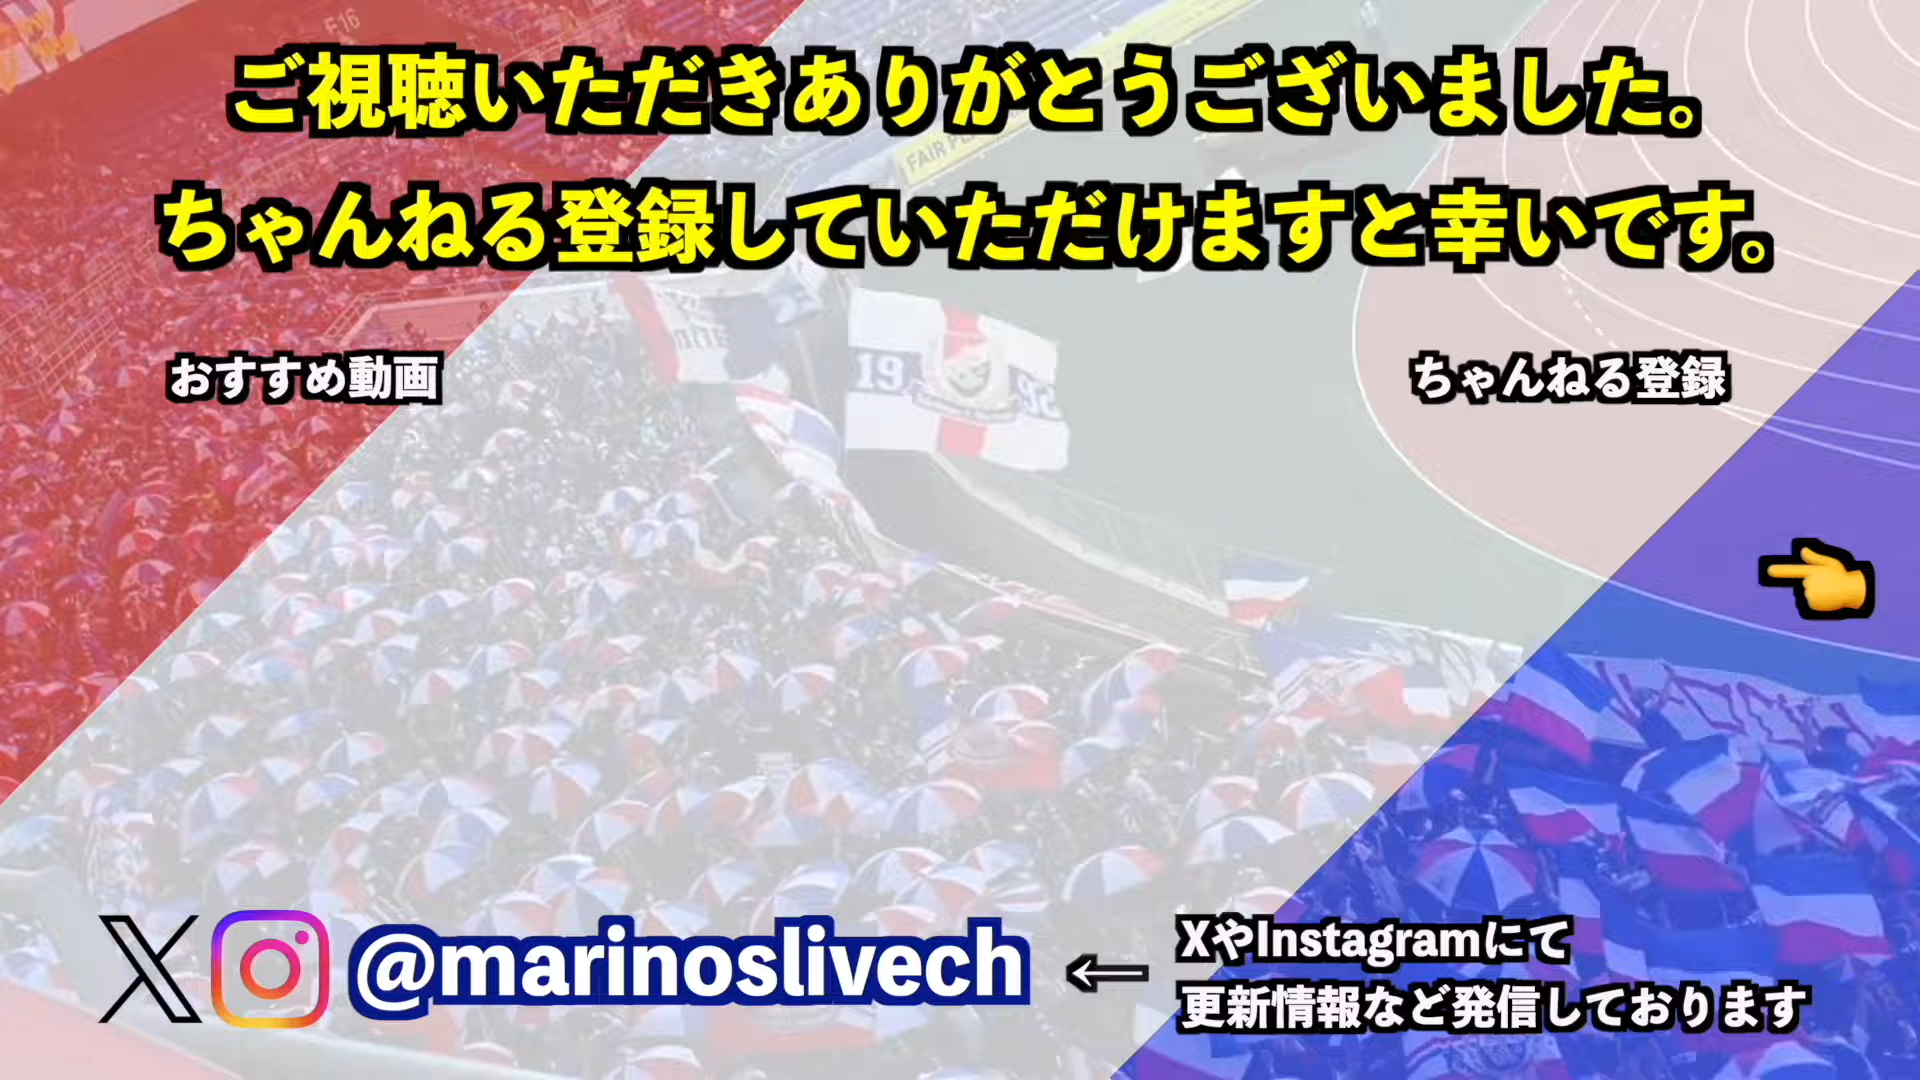 ご視聴いただきありがとうございました。
ちゃんねる登録していただけますと幸いです。
おすすめ動画
ちゃんねる登録
F16
FAIR
19 92
@marinoslivech
←
XやInstagramにて
更新情報など発信しております